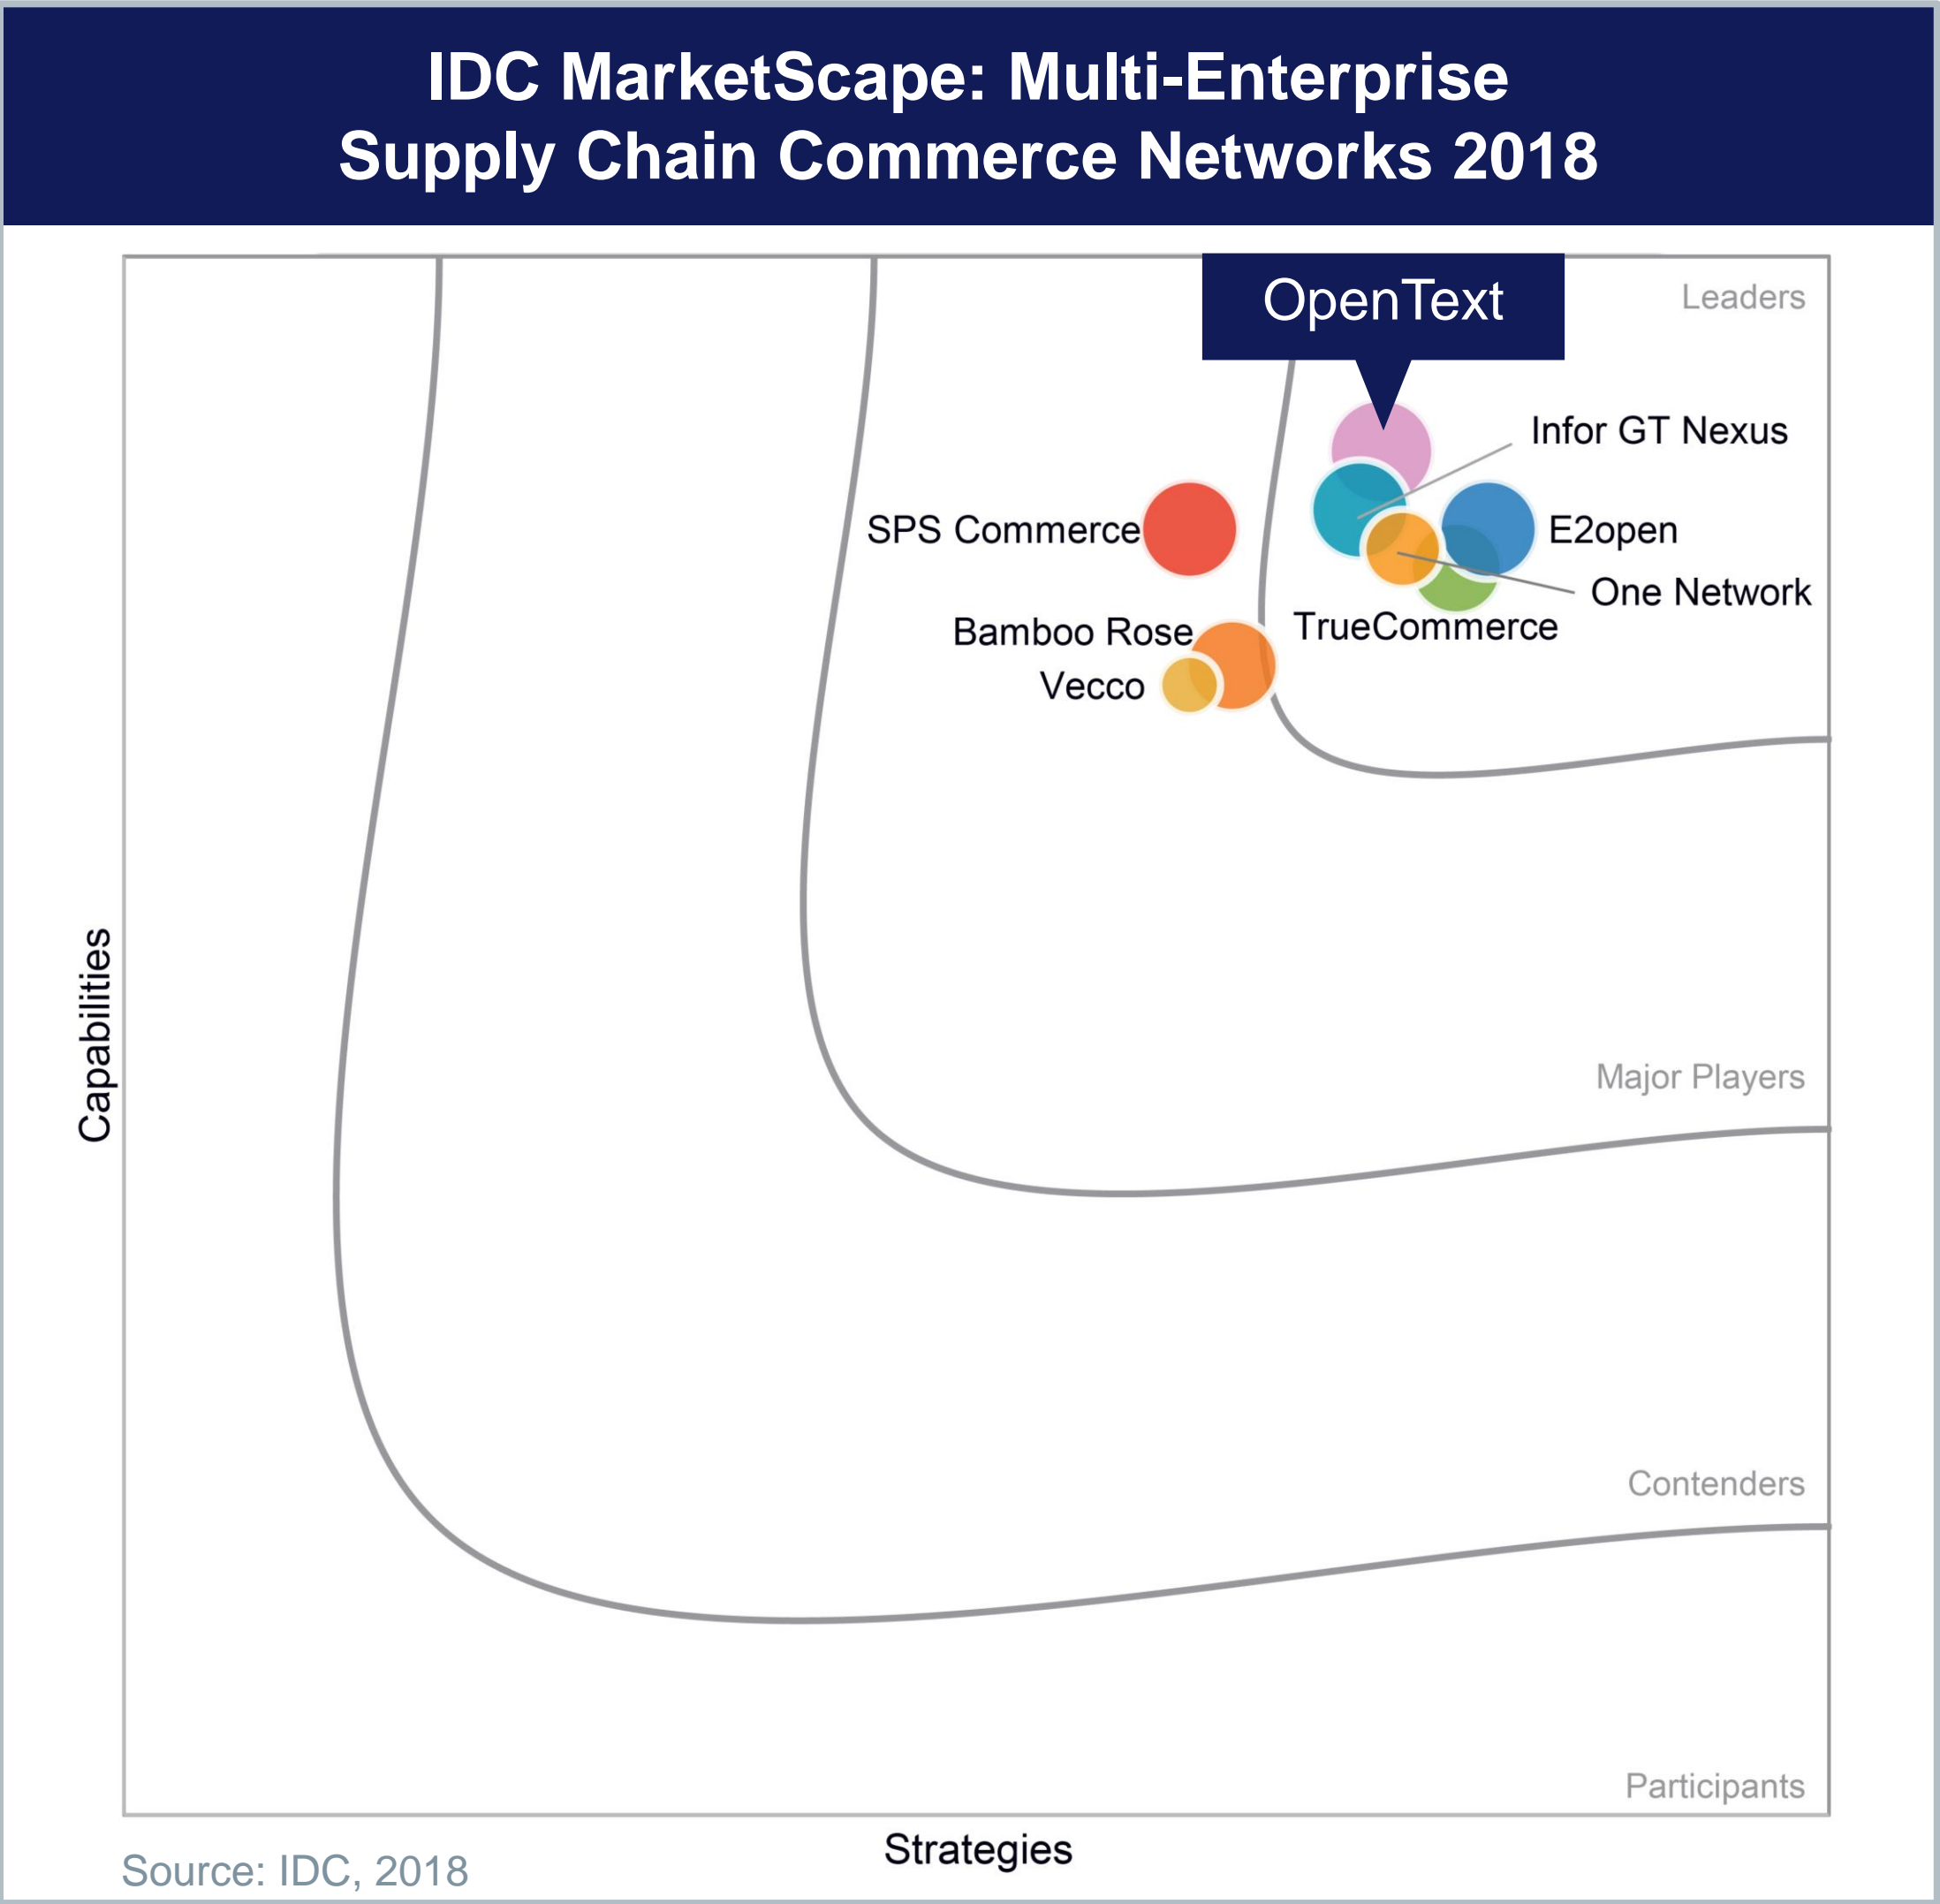 IDC MarketScape: Multi-Enterprise
Supply Chain Commerce Networks 2018
OpenText
Leaders
Infor GT Nexus
SPS Commerce
E2open
One Network
TrueCommerce
Bamboo Rose
Vecco
Capabilities
Major Players
Contenders
Participants
Strategies
Source: IDC, 2018